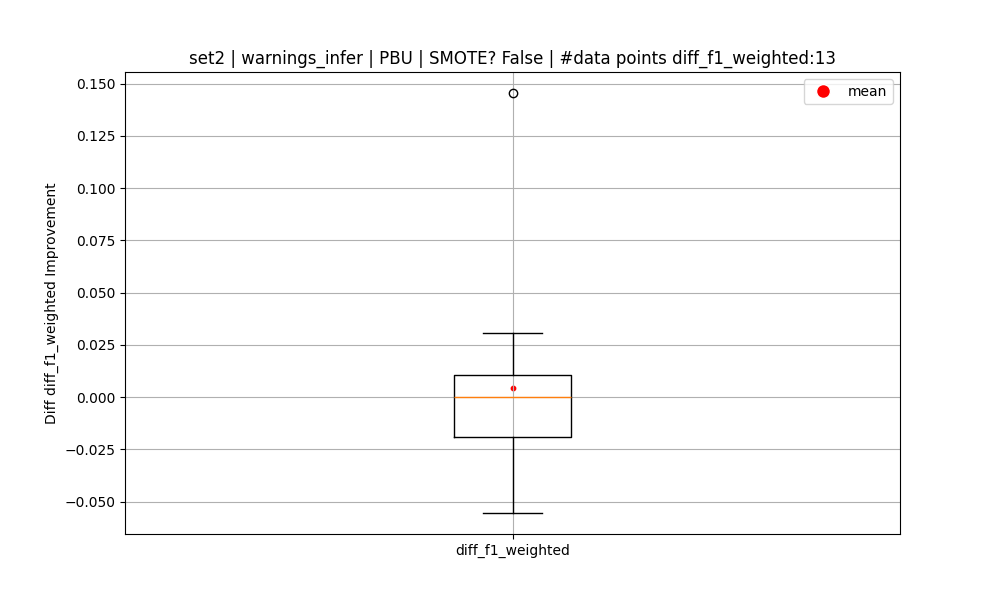 set2 | warnings_infer | PBU | SMOTE? False | #data points diff_f1_weighted:13
mean
0.150
0.125
0.100
0.075
0.050
0.025
0.000
−0.025
−0.050
Diff diff_f1_weighted Improvement
diff_f1_weighted